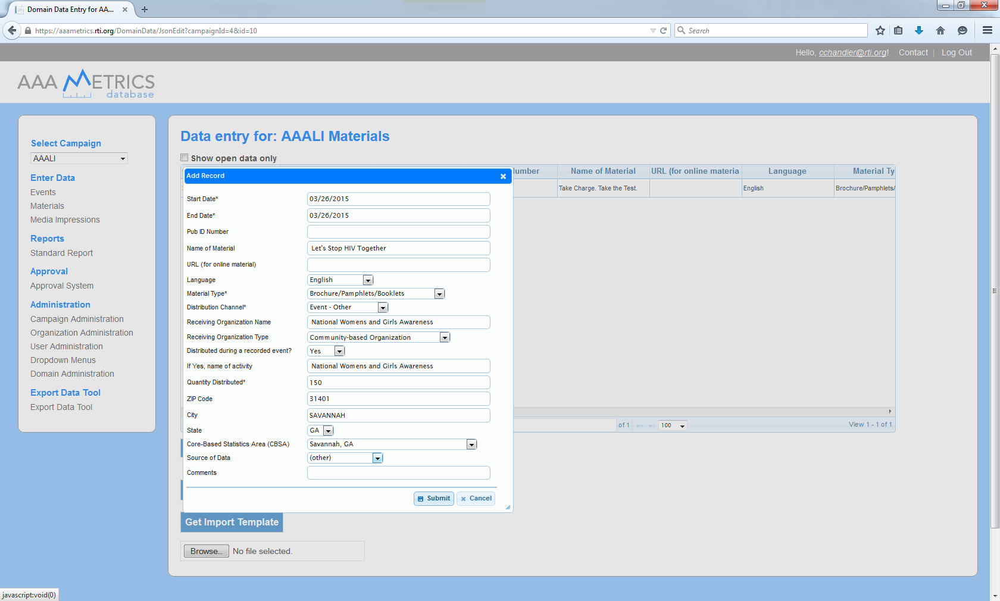 Domain Data Entry for AAA...
https://aaametrics.rti.org/DomainData/JsonEdit?campaignId=4&id=10
Search
Hello, cchandler@rti.org! Contact | Log Out
AAA METRICS
database
Select Campaign
AAALI
Enter Data
Events
Materials
Media Impressions
Reports
Standard Report
Approval
Approval System
Administration
Campaign Administration
Organization Administration
User Administration
Dropdown Menus
Domain Administration
Export Data Tool
Export Data Tool
Data entry for: AAALI Materials
Show open data only
Name of Material URL (for online materia Language Material Ty
Take Charge. Take the Test. English Brochure/Pamphlets/
Add Record
Start Date* 03/26/2015
End Date* 03/26/2015
Pub ID Number
Name of Material Let's Stop HIV Together
URL (for online material)
Language English
Material Type* Brochure/Pamphlets/Booklets
Distribution Channel* Event - Other
Receiving Organization Name National Womens and Girls Awareness
Receiving Organization Type Community-based Organization
Distributed during a recorded event? Yes
If Yes, name of activity National Womens and Girls Awareness
Quantity Distributed* 150
ZIP Code 31401
City SAVANNAH
State GA
Core-Based Statistics Area (CBSA) Savannah, GA
Source of Data (other)
Comments
Submit Cancel
of 1 100 View 1 - 1 of 1
Get Import Template
Browse... No file selected.
javascript:void(0)